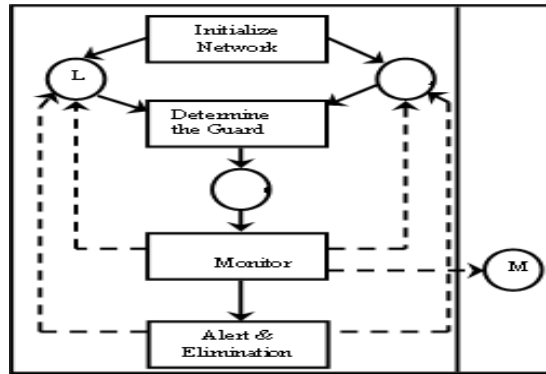 Initialize
Network
L
Determine
the Guard
Monitor
M
Alert &
Elimination